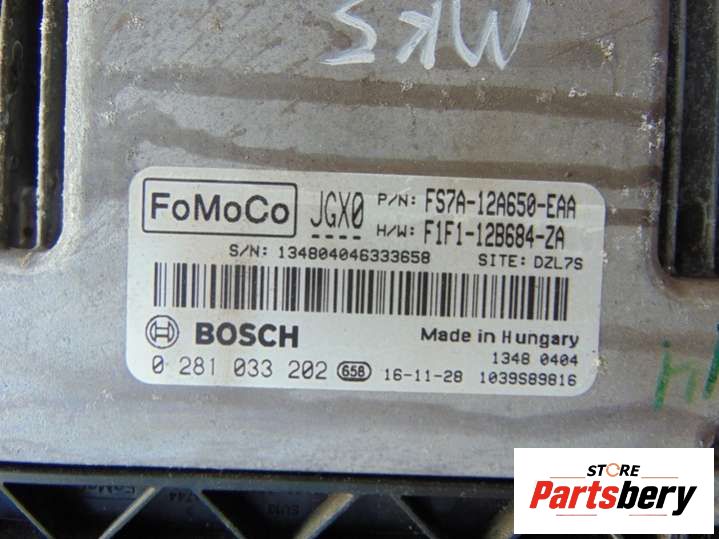 MK5
FoMoCo JGX0 P/N: FS7A-12A650-EAA
H/W: F1F1-12B684-ZA
S/N: 134804046333658 SITE: DZL7S
BOSCH Made in Hungary
1348 0404
0 281 033 202 658 16-11-28 1039S89816
STORE
Partsbery